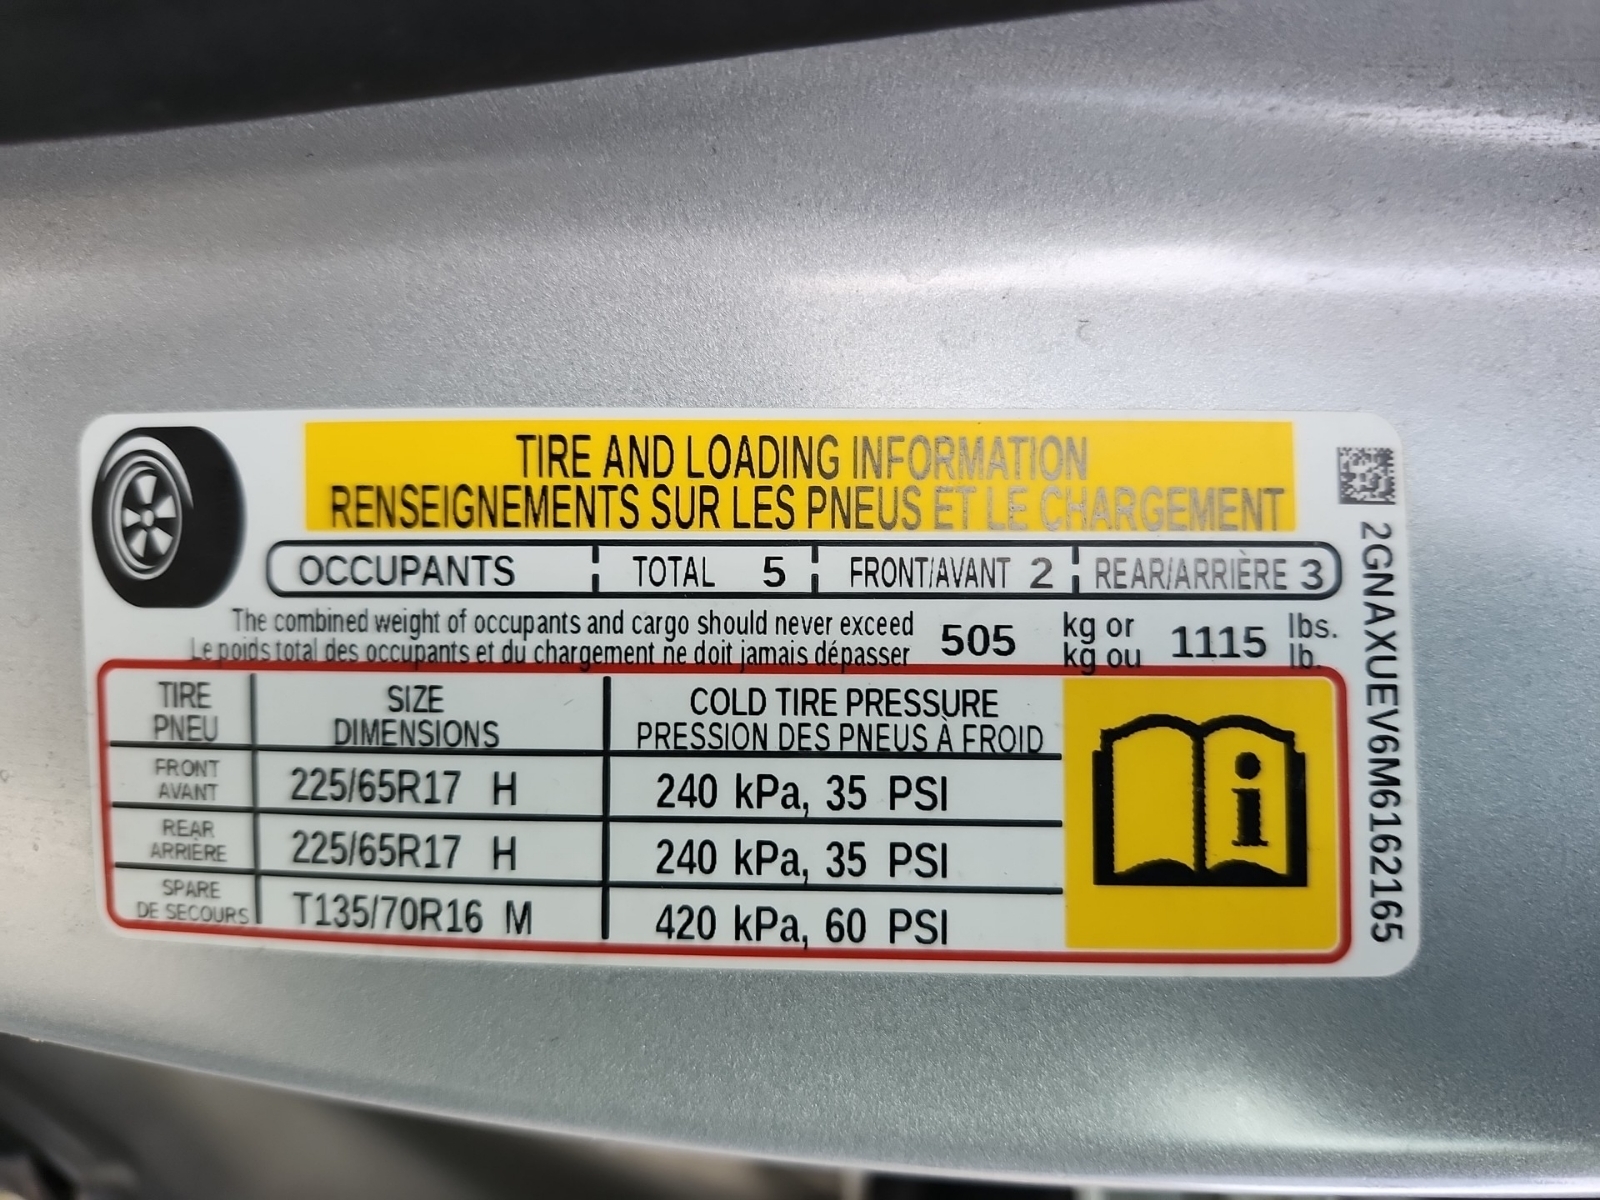 TIRE AND LOADING INFORMATION
RENSEIGNEMENTS SUR LES PNEUS ET LE CHARGEMENT
OCCUPANTS TOTAL 5 FRONT/AVANT 2 REAR/ARRIÈRE 3
The combined weight of occupants and cargo should never exceed 505 kg or 1115 lbs.
Le poids total des occupants et du chargement ne doit jamais dépasser kg ou lb.
TIRE SIZE COLD TIRE PRESSURE
PNEU DIMENSIONS PRESSION DES PNEUS À FROID
FRONT
AVANT 225/65R17 H 240 kPa, 35 PSI
REAR
ARRIÈRE 225/65R17 H 240 kPa, 35 PSI
SPARE
DE SECOURS T135/70R16 M 420 kPa, 60 PSI
2GNAXUEV6M6162165